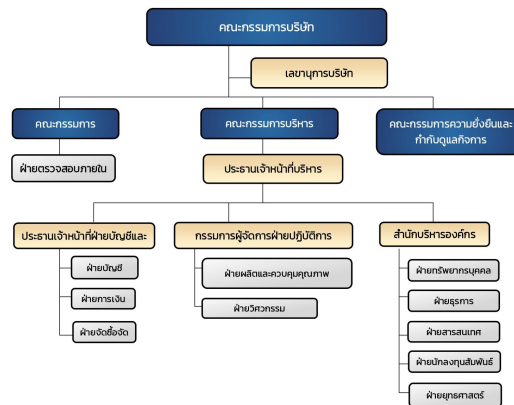 คณะกรรมการบริษัท
เลขานุการบริษัท
คณะกรรมการ
คณะกรรมการบริหาร
คณะกรรมการความยั่งยืนและ
กำกับดูแลกิจการ
ฝ่ายตรวจสอบภายใน
ประธานเจ้าหน้าที่บริหาร
ประธานเจ้าหน้าที่ฝ่ายบัญชีและ
กรรมการผู้จัดการฝ่ายปฏิบัติการ
สำนักบริหารองค์กร
ฝ่ายบัญชี
ฝ่ายการเงิน
ฝ่ายจัดซื้อจัด
ฝ่ายผลิตและควบคุมคุณภาพ
ฝ่ายวิศวกรรม
ฝ่ายทรัพยากรบุคคล
ฝ่ายธุรการ
ฝ่ายสารสนเทศ
ฝ่ายนักลงทุนสัมพันธ์
ฝ่ายยุทธศาสตร์